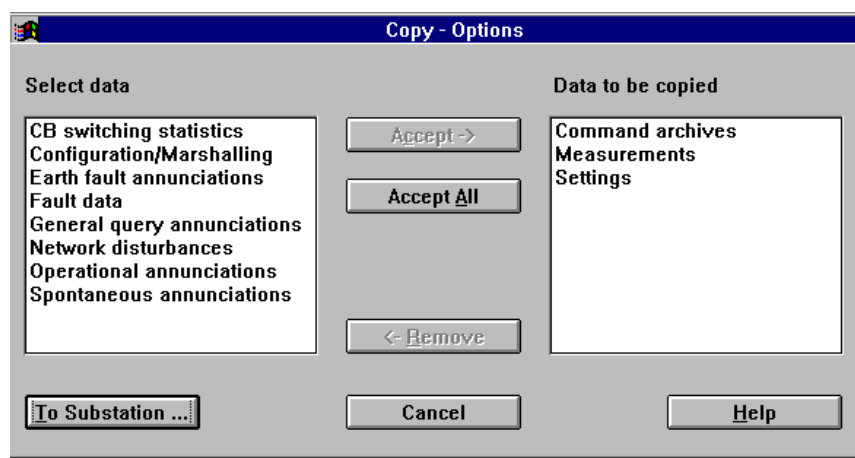 Copy - Options
Select data
Data to be copied
CB switching statistics
Configuration/Marshalling
Earth fault annunciations
Fault data
General query annunciations
Network disturbances
Operational annunciations
Spontaneous annunciations
Accept ->
Accept All
<- Remove
Command archives
Measurements
Settings
To Substation ...
Cancel
Help